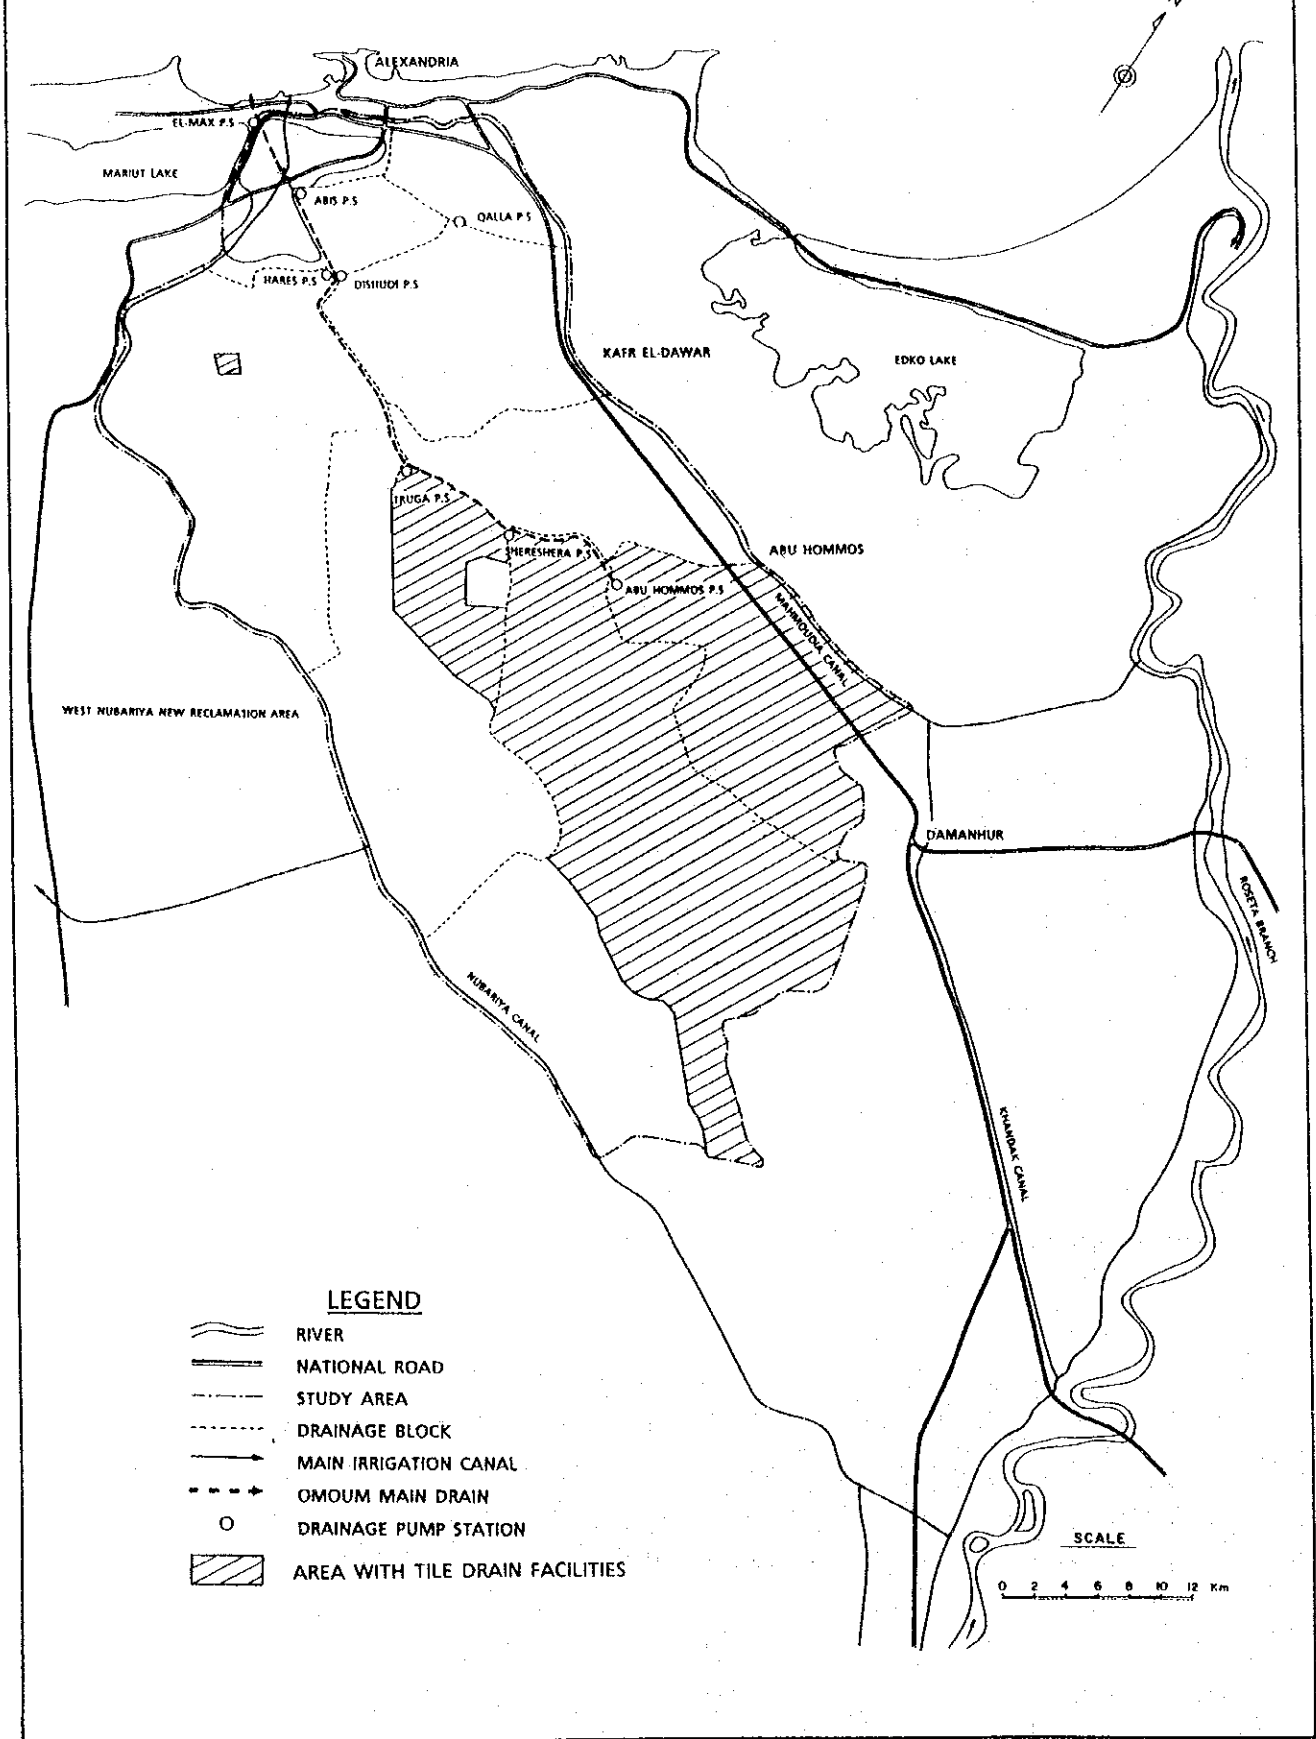 N
ALEXANDRIA
EL-MAX P.S
MARIUT LAKE
ABIS P.S
QALLA P.S
HARES P.S
DISHUDI P.S
KAFR EL-DAWAR
EDKO LAKE
TRUGA P.S
SHERESHERA P.S
ABU HOMMOS
ABU HOMMOS P.S
MAHMOUDIA CANAL
WEST NUBARIYA NEW RECLAMATION AREA
DAMANHUR
ROSETA BRANCH
NUBARIYA CANAL
KHANDAK CANAL
LEGEND
RIVER
NATIONAL ROAD
STUDY AREA
DRAINAGE BLOCK
MAIN IRRIGATION CANAL
OMOUM MAIN DRAIN
DRAINAGE PUMP STATION
AREA WITH TILE DRAIN FACILITIES
SCALE
0 2 4 6 8 10 12 Km